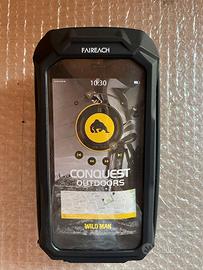 FAIREACH
10:30
CONQUEST
OUTDOORS
WILD MAN